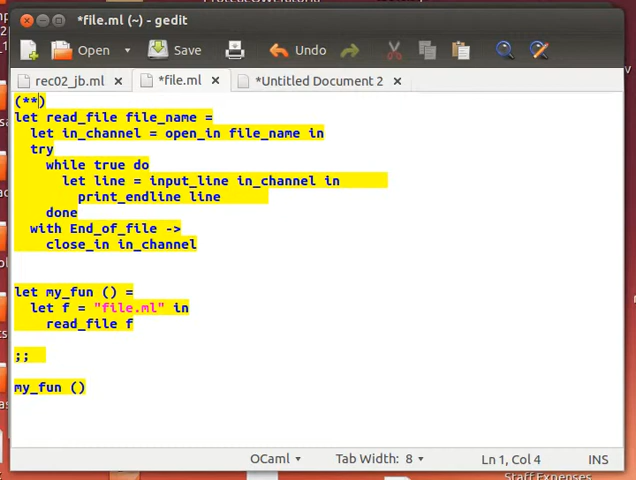 *file.ml (~) - gedit
Open Save Undo
rec02_jb.ml *file.ml *Untitled Document 2
(**)
let read_file file_name =
let in_channel = open_in file_name in
try
while true do
let line = input_line in_channel in
print_endline line
done
with End_of_file ->
close_in in_channel
let my_fun () =
let f = "file.ml" in
read_file f
;;
my_fun ()
OCaml Tab Width: 8 Ln 1, Col 4 INS
Staff Expenses